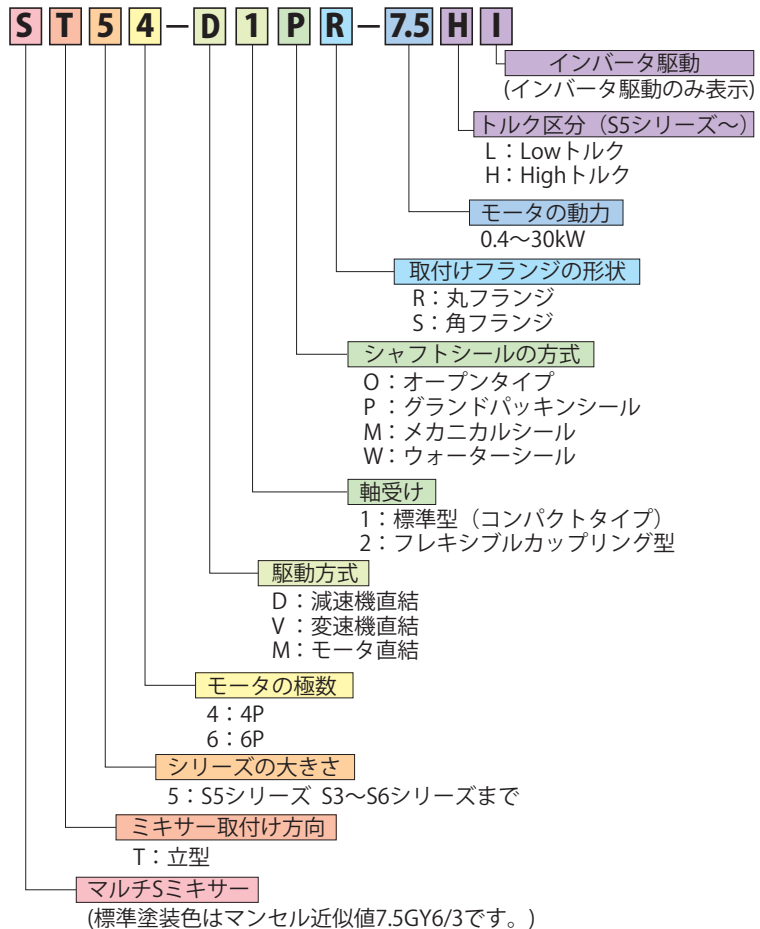 ST54-D1PR-7.5HI
インバータ駆動
(インバータ駆動のみ表示)
トルク区分（S5シリーズ～）
L：Lowトルク
H：Highトルク
モータの動力
0.4～30kW
取付けフランジの形状
R：丸フランジ
S：角フランジ
シャフトシールの方式
O：オープンタイプ
P：グランドパッキンシール
M：メカニカルシール
W：ウォーターシール
軸受け
1：標準型（コンパクトタイプ）
2：フレキシブルカップリング型
駆動方式
D：減速機直結
V：変速機直結
M：モータ直結
モータの極数
4：4P
6：6P
シリーズの大きさ
5：S5シリーズ S3～S6シリーズまで
ミキサー取付け方向
T：立型
マルチSミキサー
(標準塗装色はマンセル近似値7.5GY6/3です。)